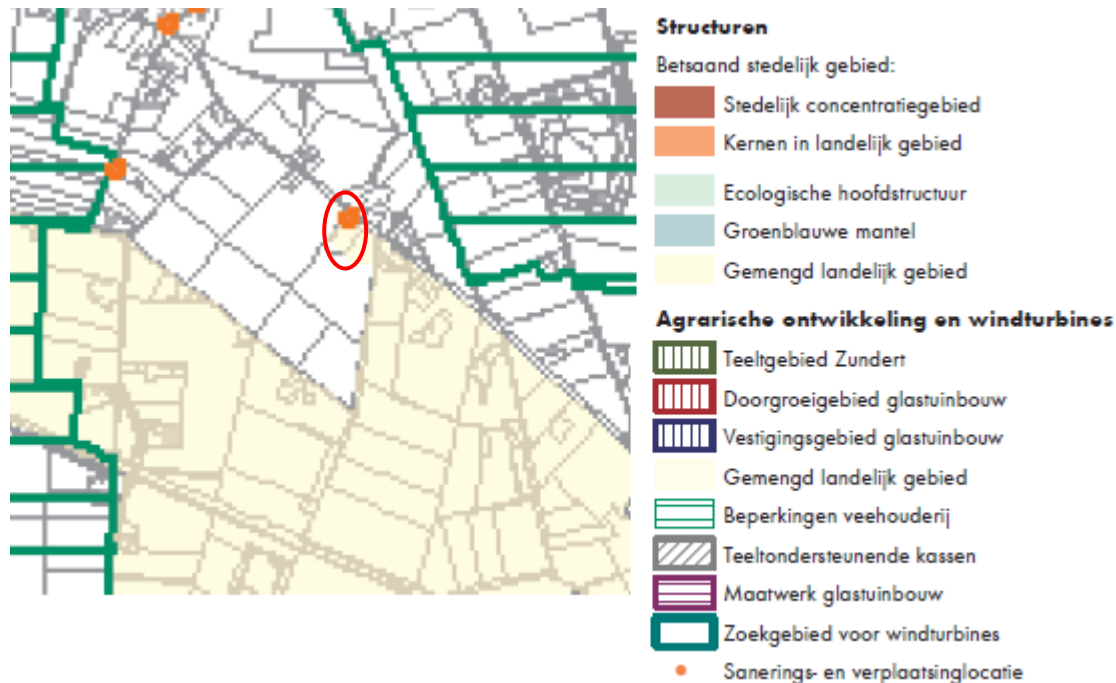 Structuren
Betsaand stedelijk gebied:
Stedelijk concentratiegebied
Kernen in landelijk gebied
Ecologische hoofdstructuur
Groenblauwe mantel
Gemengd landelijk gebied
Agrarische ontwikkeling en windturbines
Teeltgebied Zundert
Doorgroeigebied glastuinbouw
Vestigingsgebied glastuinbouw
Gemengd landelijk gebied
Beperkingen veehouderij
Teeltondersteunende kassen
Maatwerk glastuinbouw
Zoekgebied voor windturbines
Sanerings- en verplaatsinglocatie